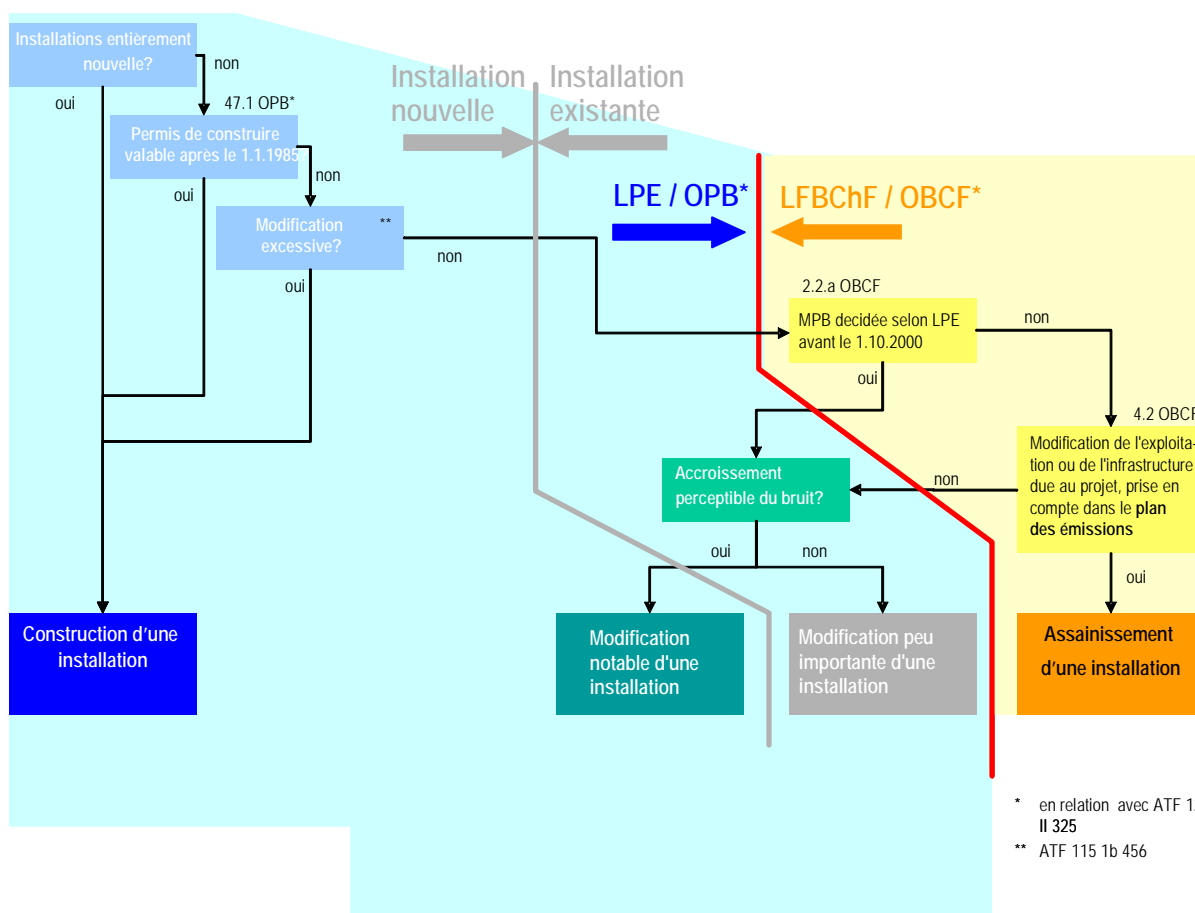 Installations entièrement
nouvelle?
non
oui
47.1 OPB*
Permis de construire
valable après le 1.1.1985
non
oui
Modification **
excessive?
non
oui
Installation
nouvelle
Installation
existante
LPE / OPB*
LFBChF / OBCF*
2.2.a OBCF
MPB decidée selon LPE
avant le 1.10.2000
non
oui
4.2 OBCF
Modification de l'exploita-
tion ou de l'infrastructure
due au projet, prise en
compte dans le plan
des émissions
non
oui
Accroissement
perceptible du bruit?
oui
non
Construction d'une
installation
Modification
notable d'une
installation
Modification peu
importante d'une
installation
Assainissement
d'une installation
* en relation avec ATF
II 325
** ATF 115 1b 456